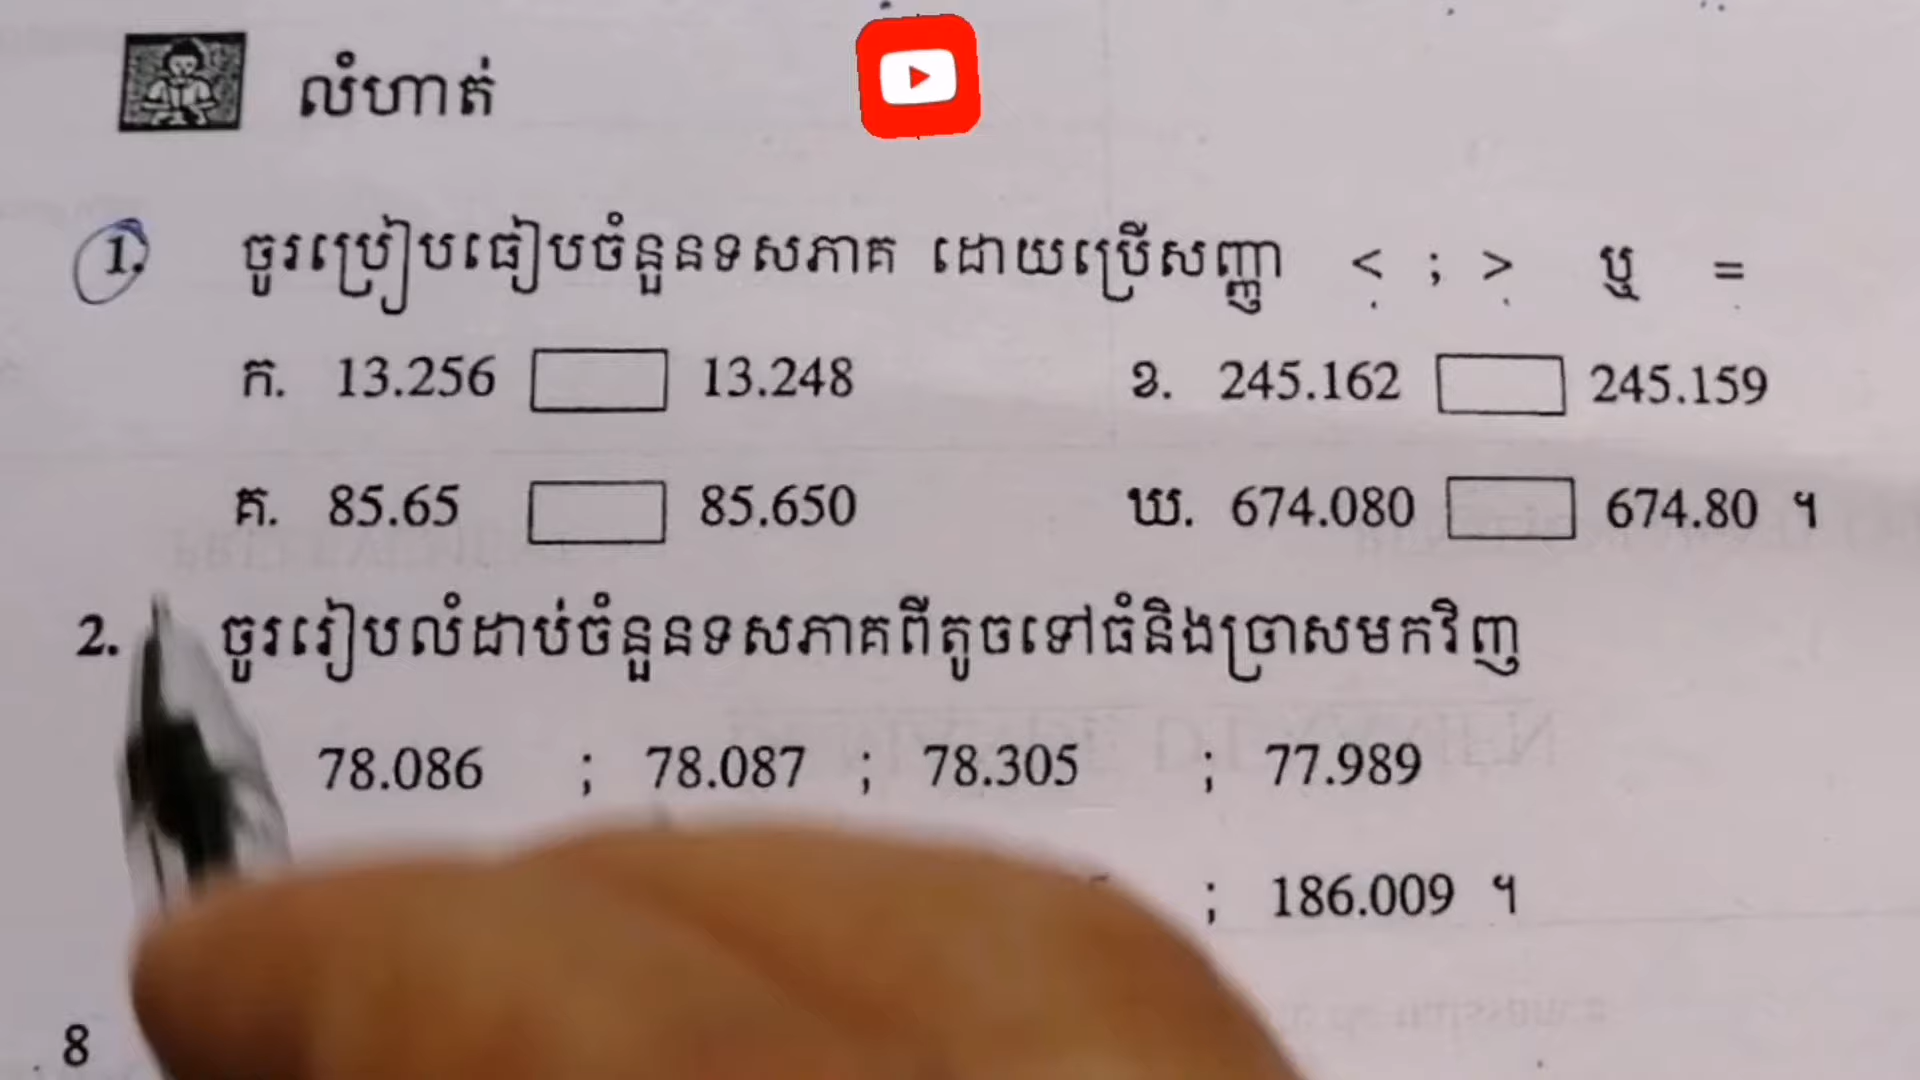 លំហាត់
1. ចូរប្រៀបធៀបចំនួនទសភាគ ដោយប្រើសញ្ញា < ; > ឬ =
ក. 13.256 13.248 ខ. 245.162 245.159
គ. 85.65 85.650 ឃ. 674.080 674.80 ។
2. ចូររៀបលំដាប់ចំនួនទសភាគពីតូចទៅធំនិងច្រាសមកវិញ
78.086 ; 78.087 ; 78.305 ; 77.989
; 186.009 ។
8